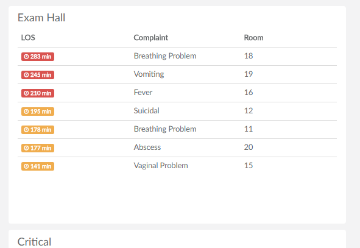 Exam Hall
LOS Complaint Room
283 min Breathing Problem 18
245 min Vomiting 19
210 min Fever 16
191 min Suicidal 12
178 min Breathing Problem 11
177 min Abscess 20
141 min Vaginal Problem 15
Critical